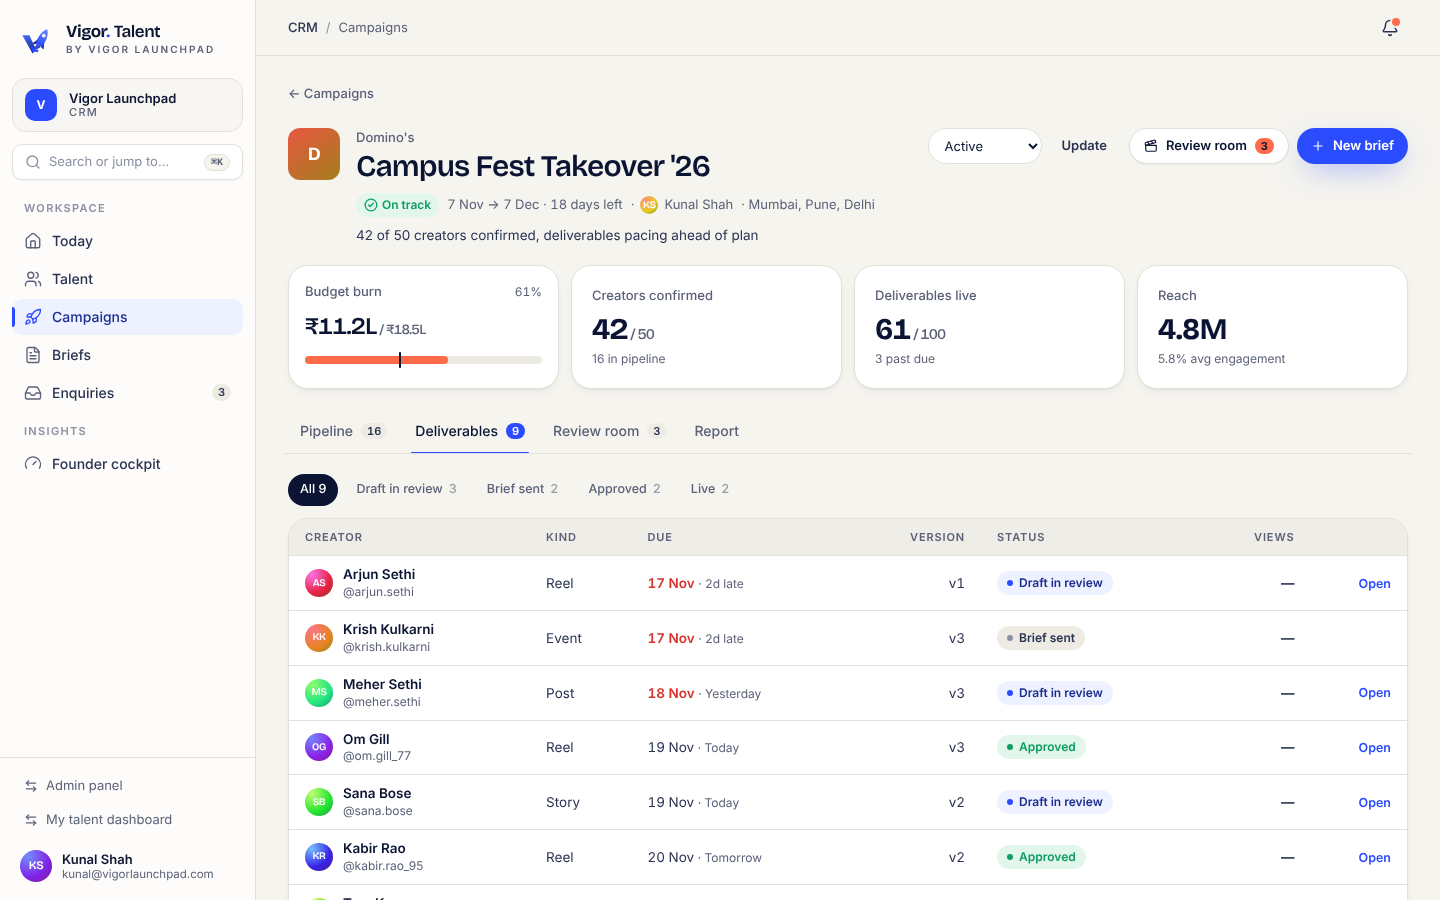 Vigor. Talent
BY VIGOR LAUNCHPAD
V
Vigor Launchpad
CRM
Search or jump to...
⌘K
WORKSPACE
Today
Talent
Campaigns
Briefs
Enquiries
3
INSIGHTS
Founder cockpit
Admin panel
My talent dashboard
KS
Kunal Shah
kunal@vigorlaunchpad.com
CRM / Campaigns
← Campaigns
D
Domino's
Campus Fest Takeover '26
On track
7 Nov → 7 Dec · 18 days left · KS Kunal Shah · Mumbai, Pune, Delhi
42 of 50 creators confirmed, deliverables pacing ahead of plan
Active
Update
Review room 3
+ New brief
Budget burn 61%
₹11.2L / ₹18.5L
Creators confirmed
42 / 50
16 in pipeline
Deliverables live
61 / 100
3 past due
Reach
4.8M
5.8% avg engagement
Pipeline 16 Deliverables 9 Review room 3 Report
All 9 Draft in review 3 Brief sent 2 Approved 2 Live 2
CREATOR KIND DUE VERSION STATUS VIEWS
AS Arjun Sethi Reel 17 Nov · 2d late v1 Draft in review — Open
@arjun.sethi
KK Krish Kulkarni Event 17 Nov · 2d late v3 Brief sent —
@krish.kulkarni
MS Meher Sethi Post 18 Nov · Yesterday v3 Draft in review — Open
@meher.sethi
OG Om Gill Reel 19 Nov · Today v3 Approved — Open
@om.gill_77
SB Sana Bose Story 19 Nov · Today v2 Draft in review — Open
@sana.bose
KR Kabir Rao Reel 20 Nov · Tomorrow v2 Approved — Open
@kabir.rao_95